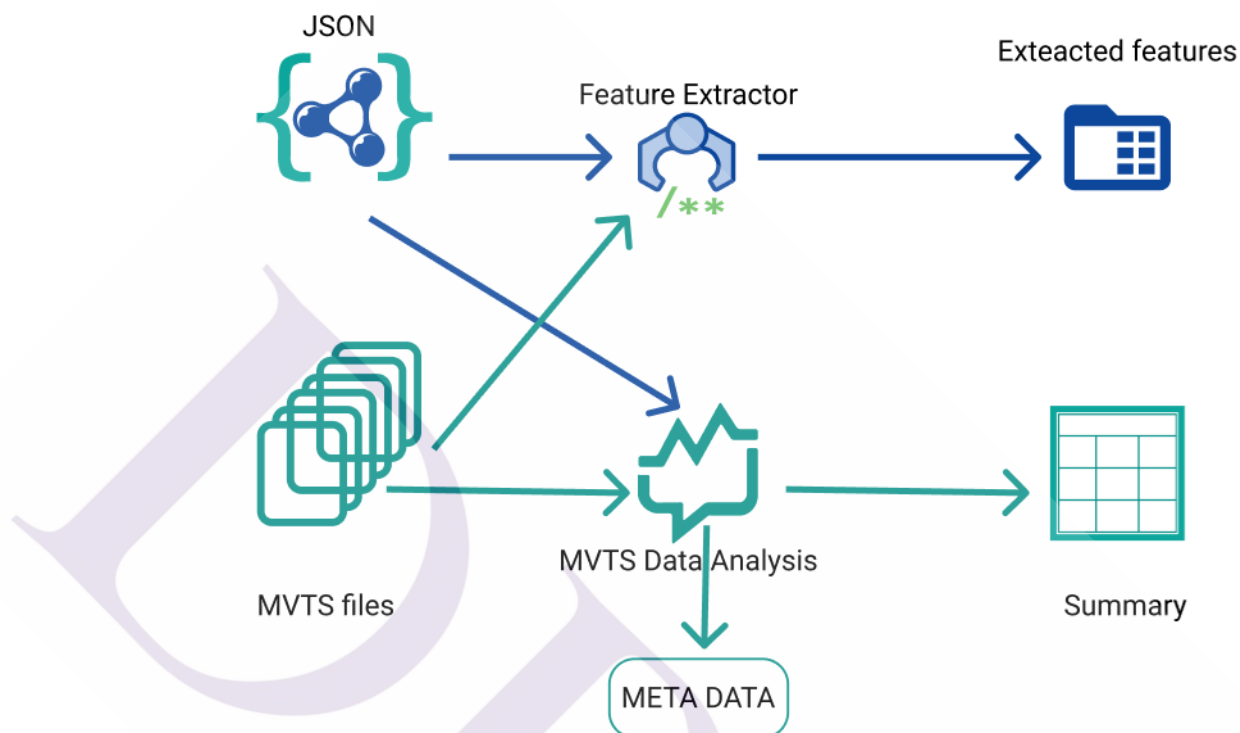 JSON
Exteacted features
Feature Extractor
/**
MVTS Data Analysis
MVTS files
Summary
META DATA